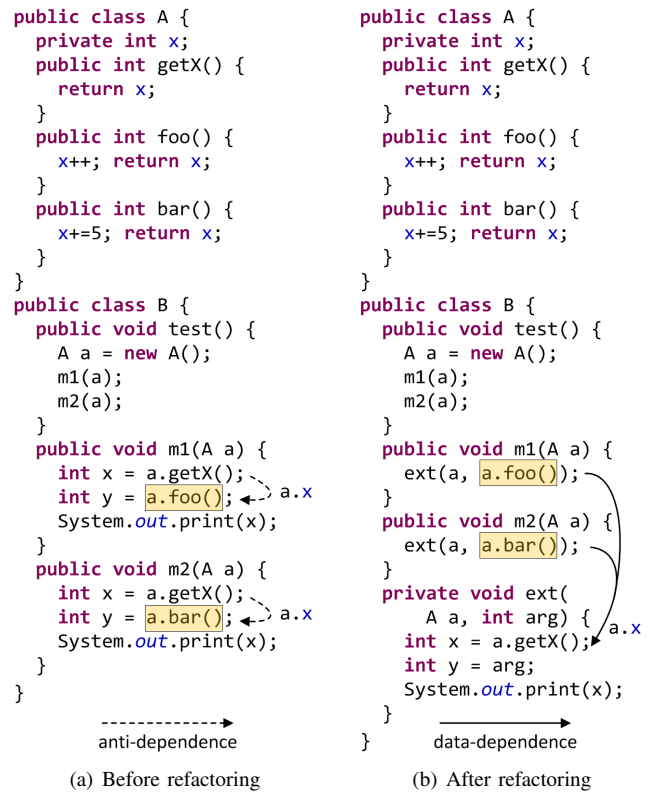 public class A {
private int x;
public int getX() {
return x;
}
public int foo() {
x++; return x;
}
public int bar() {
x+=5; return x;
}
}
public class B {
public void test() {
A a = new A();
m1(a);
m2(a);
}
public void m1(A a) {
int x = a.getX();
int y = a.foo(); a.x
System.out.print(x);
}
public void m2(A a) {
int x = a.getX();
int y = a.bar(); a.x
System.out.print(x);
}
}
anti-dependence
(a) Before refactoring
public class A {
private int x;
public int getX() {
return x;
}
public int foo() {
x++; return x;
}
public int bar() {
x+=5; return x;
}
}
public class B {
public void test() {
A a = new A();
m1(a);
m2(a);
}
public void m1(A a) {
ext(a, a.foo());
}
public void m2(A a) {
ext(a, a.bar());
}
private void ext(
A a, int arg) {
int x = a.getX(); a.x
int y = arg;
System.out.print(x);
}
}
data-dependence
(b) After refactoring